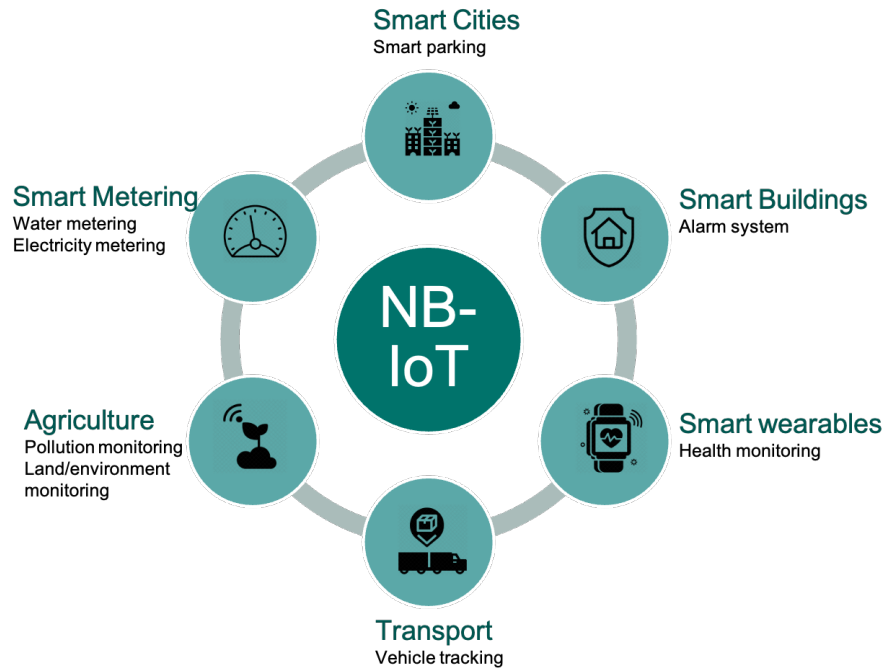 Smart Cities
Smart parking
Smart Metering
Water metering
Electricity metering
Smart Buildings
Alarm system
NB-
IoT
Agriculture
Pollution monitoring
Land/environment
monitoring
Smart wearables
Health monitoring
Transport
Vehicle tracking